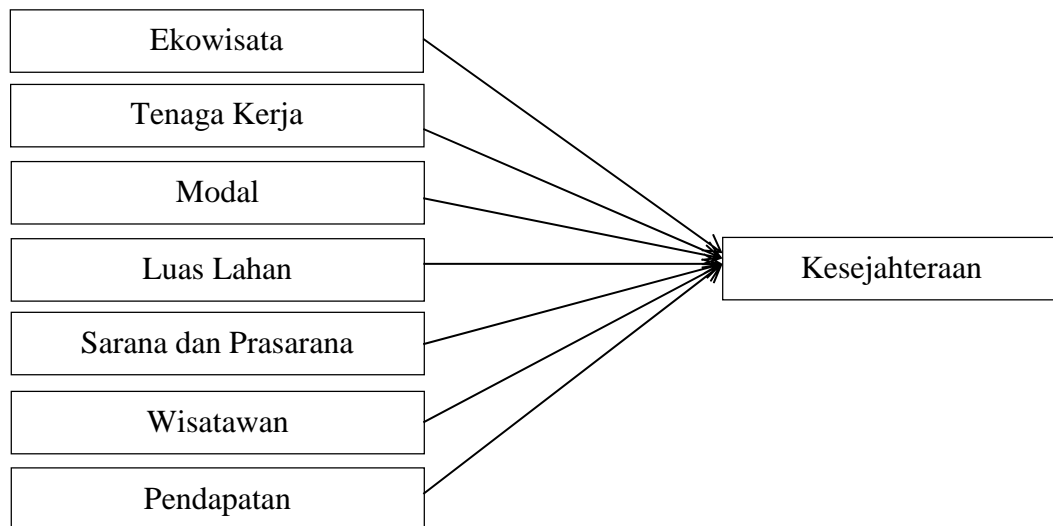 Ekowisata
Tenaga Kerja
Modal
Luas Lahan
Kesejahteraan
Sarana dan Prasarana
Wisatawan
Pendapatan